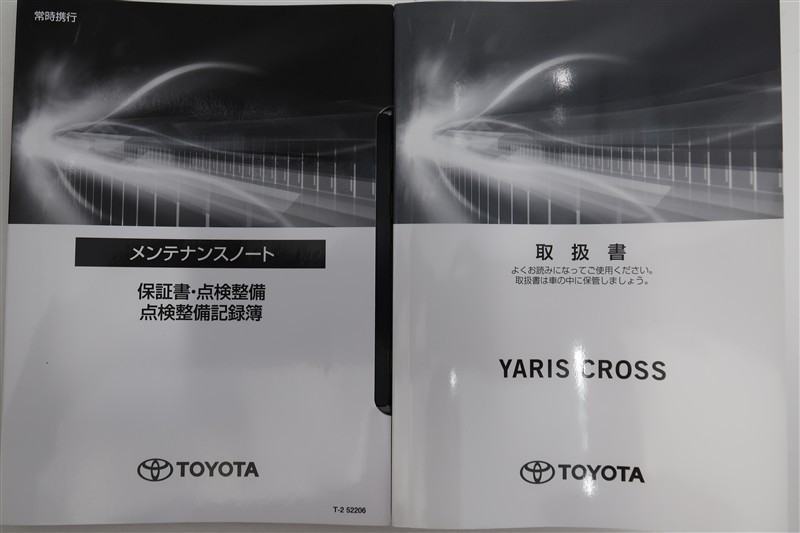 常時携行
メンテナンスノート
保証書・点検整備
点検整備記録簿
TOYOTA
T-2 52206
取扱書
よくお読みになってご使用ください。
取扱書は車の中に保管しましょう。
YARIS CROSS
TOYOTA